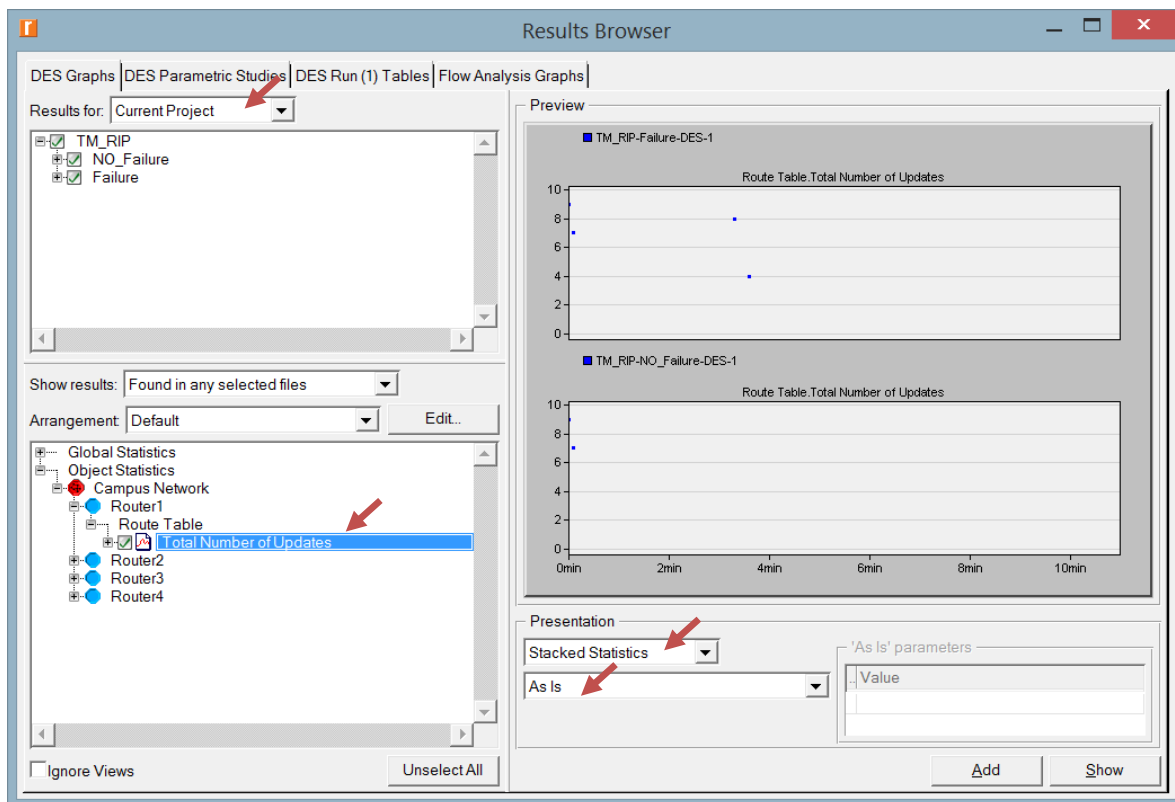 Results Browser
DES Graphs DES Parametric Studies DES Run (1) Tables Flow Analysis Graphs
Results for: Current Project
TM_RIP
NO_Failure
Failure
Show results: Found in any selected files
Arrangement: Default Edit...
Global Statistics
Object Statistics
Campus Network
Router1
Route Table
Total Number of Updates
Router2
Router3
Router4
Ignore Views Unselect All
Preview
TM_RIP-Failure-DES-1
Route Table.Total Number of Updates
10
8
6
4
2
0
TM_RIP-NO_Failure-DES-1
Route Table.Total Number of Updates
10
8
6
4
2
0
0min 2min 4min 6min 8min 10min
Presentation
Stacked Statistics
As Is
'As Is' parameters
.. Value
Add Show